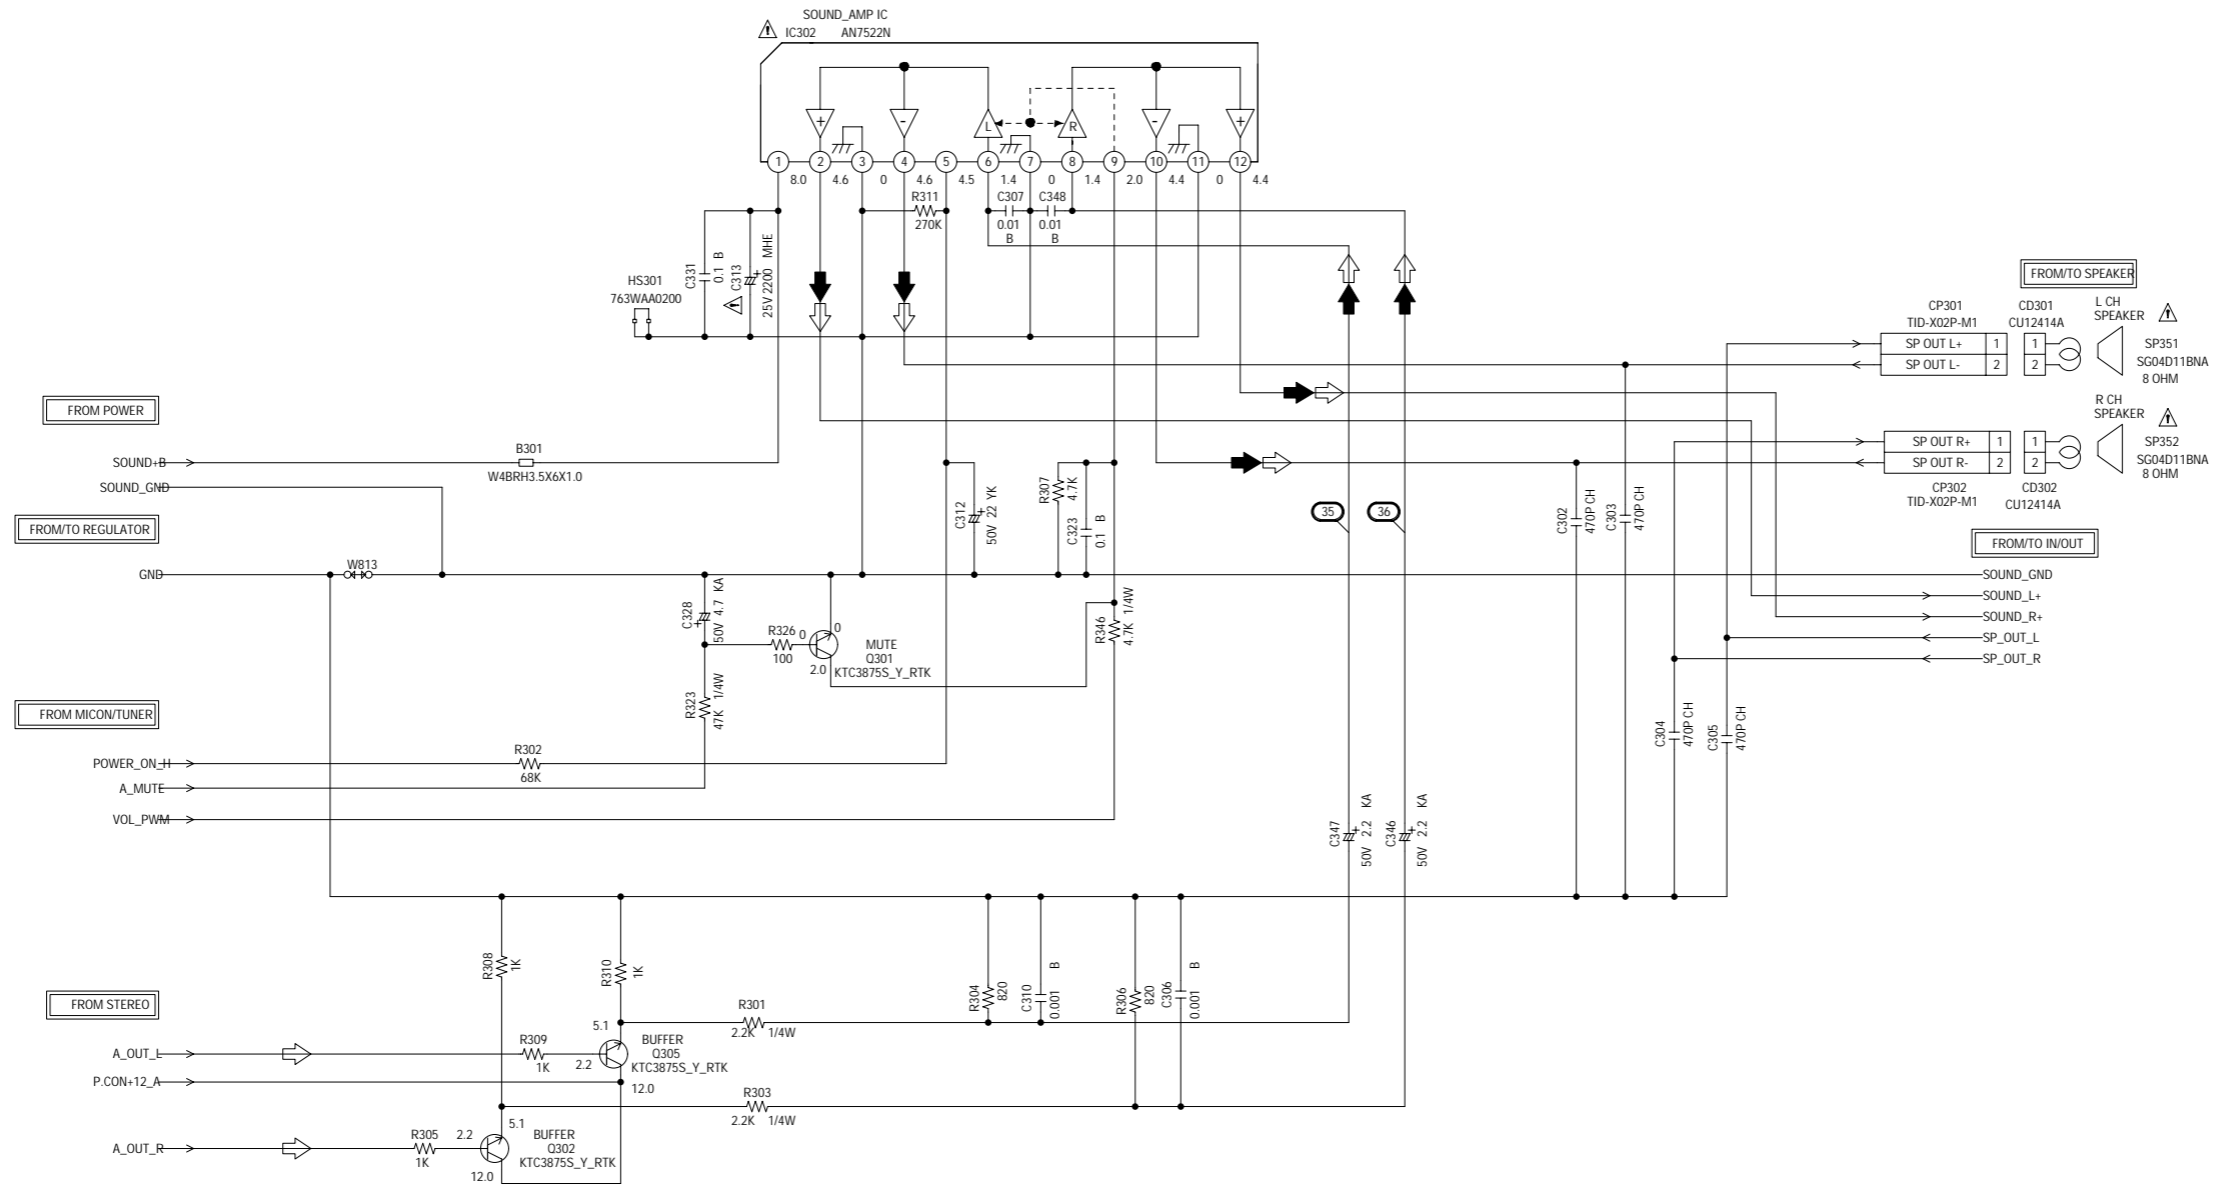 SOUND_AMP IC
IC302 AN7522N
+
-
L
R
-
+
1
2
3
4
5
6
7
8
9
10
11
12
8.0
4.6
0
4.6
4.5
1.4
0
1.4
2.0
4.4
0
4.4
R311
270K
C307
0.01
B
C348
0.01
B
C331
0.1 B
C313
25V 2200 MHE
+
HS301
763WAA0200
FROM/TO SPEAKER
CP301
TID-X02P-M1
CD301
CU12414A
L CH
SPEAKER
SP OUT L+ 1
SP OUT L- 2
1
2
SP351
SG04D11BNA
8 OHM
R CH
SPEAKER
SP OUT R+ 1
SP OUT R- 2
1
2
SP352
SG04D11BNA
8 OHM
CP302
TID-X02P-M1
CD302
CU12414A
FROM POWER
SOUND+B
SOUND_GND
B301
W4BRH3.5X6X1.0
FROM/TO REGULATOR
GND
W813
C312
50V 22 YK
+
R307
4.7K
C323
0.1 B
35
36
C302
470P CH
C303
470P CH
FROM/TO IN/OUT
SOUND_GND
SOUND_L+
SOUND_R+
SP_OUT_L
SP_OUT_R
C328
50V 4.7 KA
+
R326
100
0
0
2.0
MUTE
Q301
KTC3875S_Y_RTK
R346
4.7K 1/4W
R323
47K 1/4W
C304
470P CH
C305
470P CH
FROM MICON/TUNER
POWER_ON_H
A_MUTE
VOL_PWM
R302
68K
C347
50V 2.2 KA
+
C346
50V 2.2 KA
+
R308
1K
R310
1K
R304
820
C310
0.001 B
R306
820
C306
0.001 B
FROM STEREO
A_OUT_L
P.CON+12_A
A_OUT_R
R309
1K
5.1
2.2
12.0
BUFFER
Q305
KTC3875S_Y_RTK
R301
2.2K 1/4W
R303
2.2K 1/4W
R305
1K
2.2
5.1
12.0
BUFFER
Q302
KTC3875S_Y_RTK